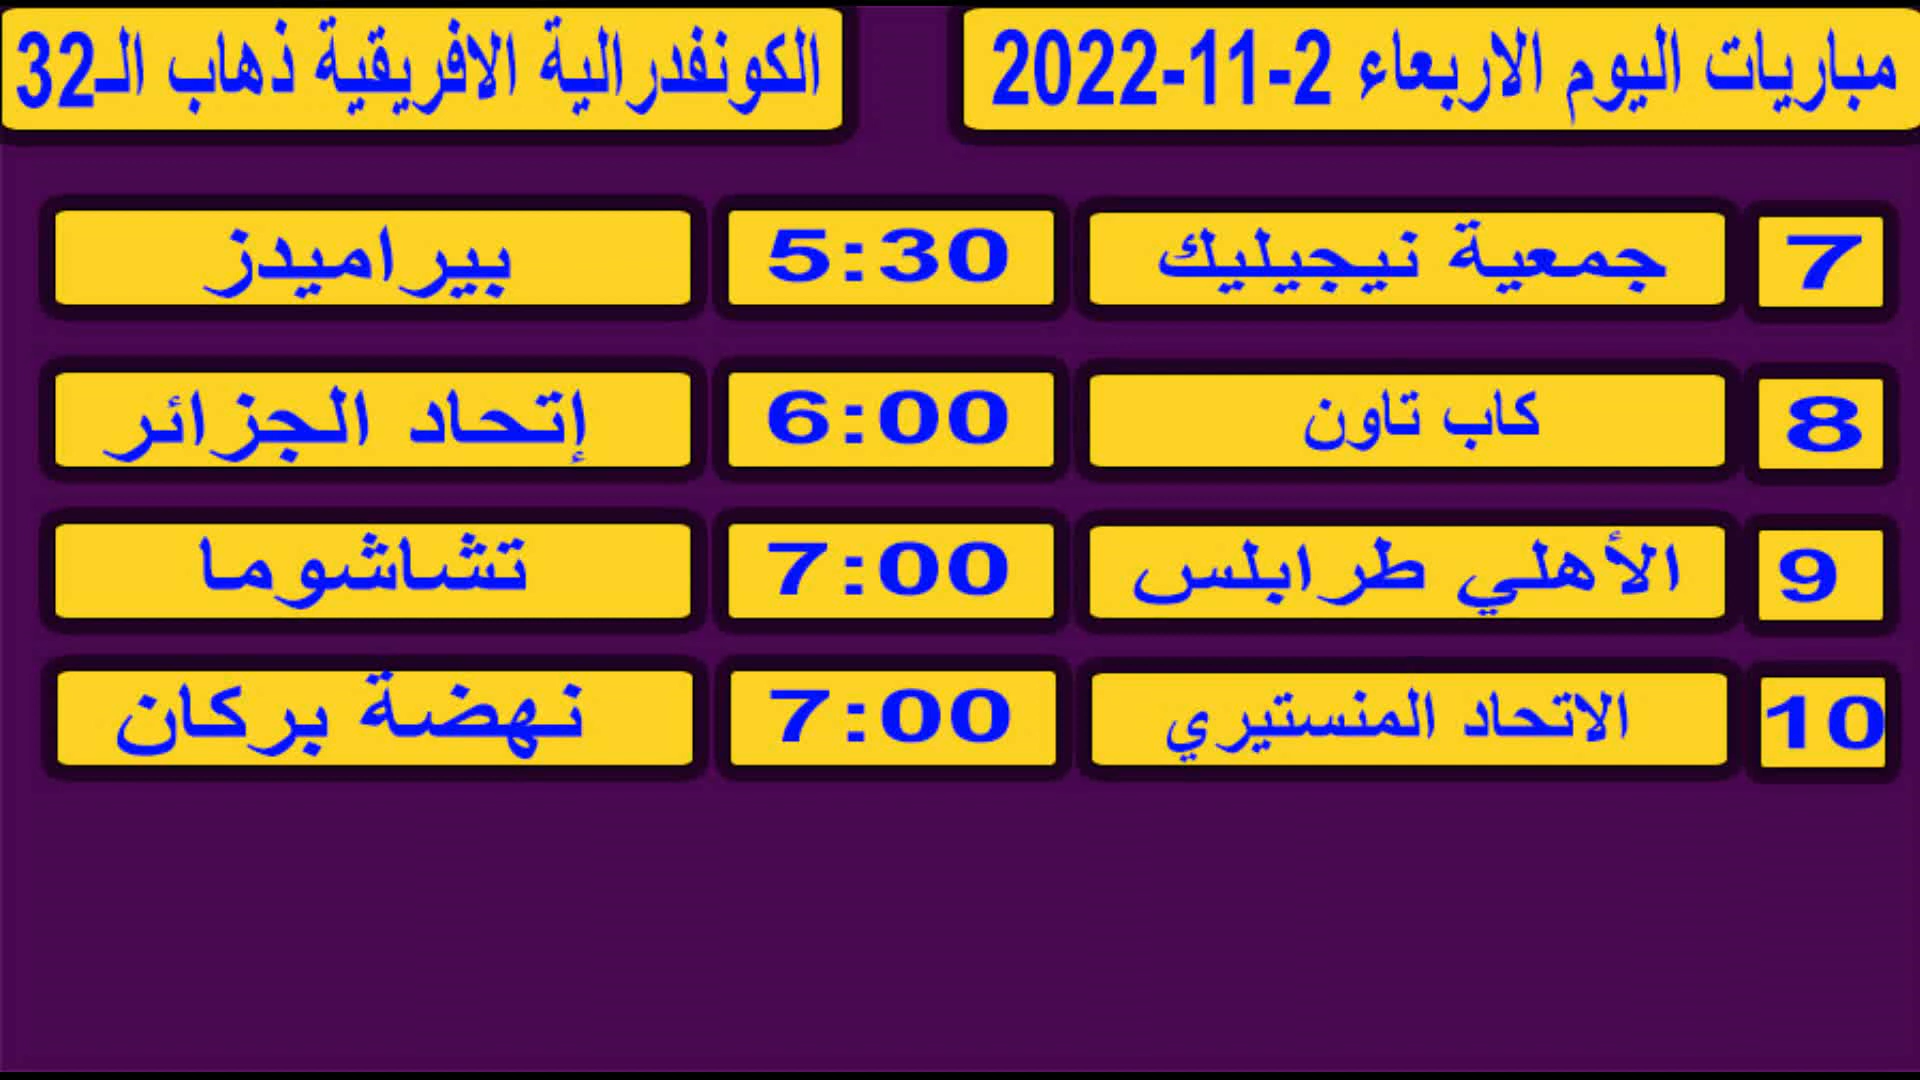 مباريات اليوم الاربعاء 2-11-2022
الكونفدرالية الافريقية ذهاب الـ32
7 جمعية نيجيليك 5:30 بيراميدز
8 كاب تاون 6:00 إتحاد الجزائر
9 الأهلي طرابلس 7:00 تشاشوما
10 الاتحاد المنستيري 7:00 نهضة بركان